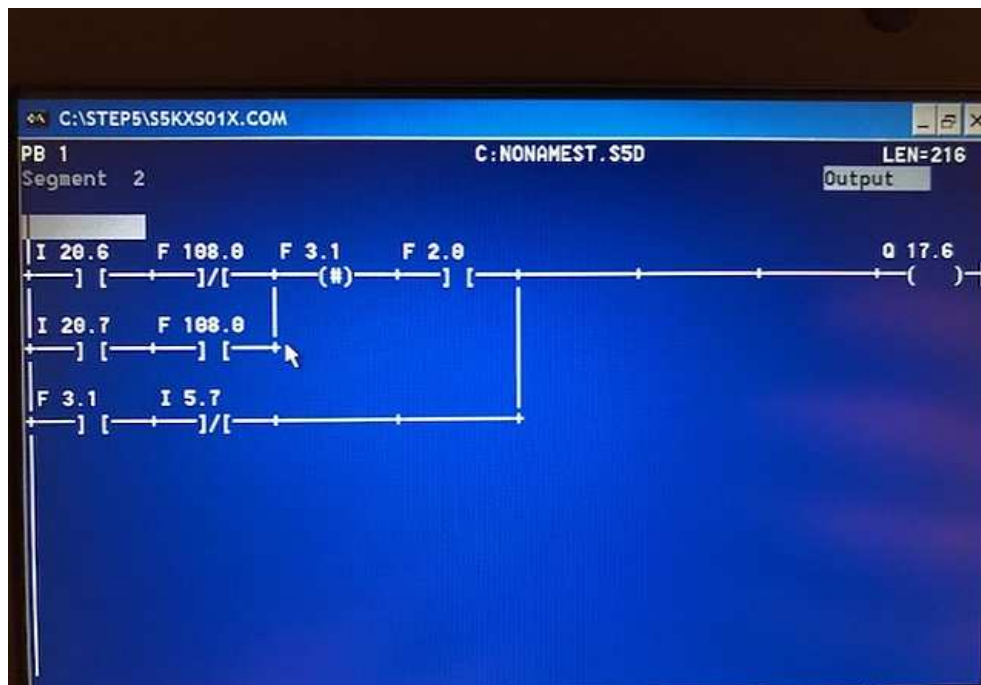 C:\STEP5\S5KXS01X.COM
PB 1 C:NONAMEST.S5D LEN=216
Segment 2 Output
I 20.6 F 108.0 F 3.1 F 2.0 Q 17.6
] [ ]/[ (#) ] [ ( )
I 20.7 F 108.0
] [ ] [
F 3.1 I 5.7
] [ ]/[